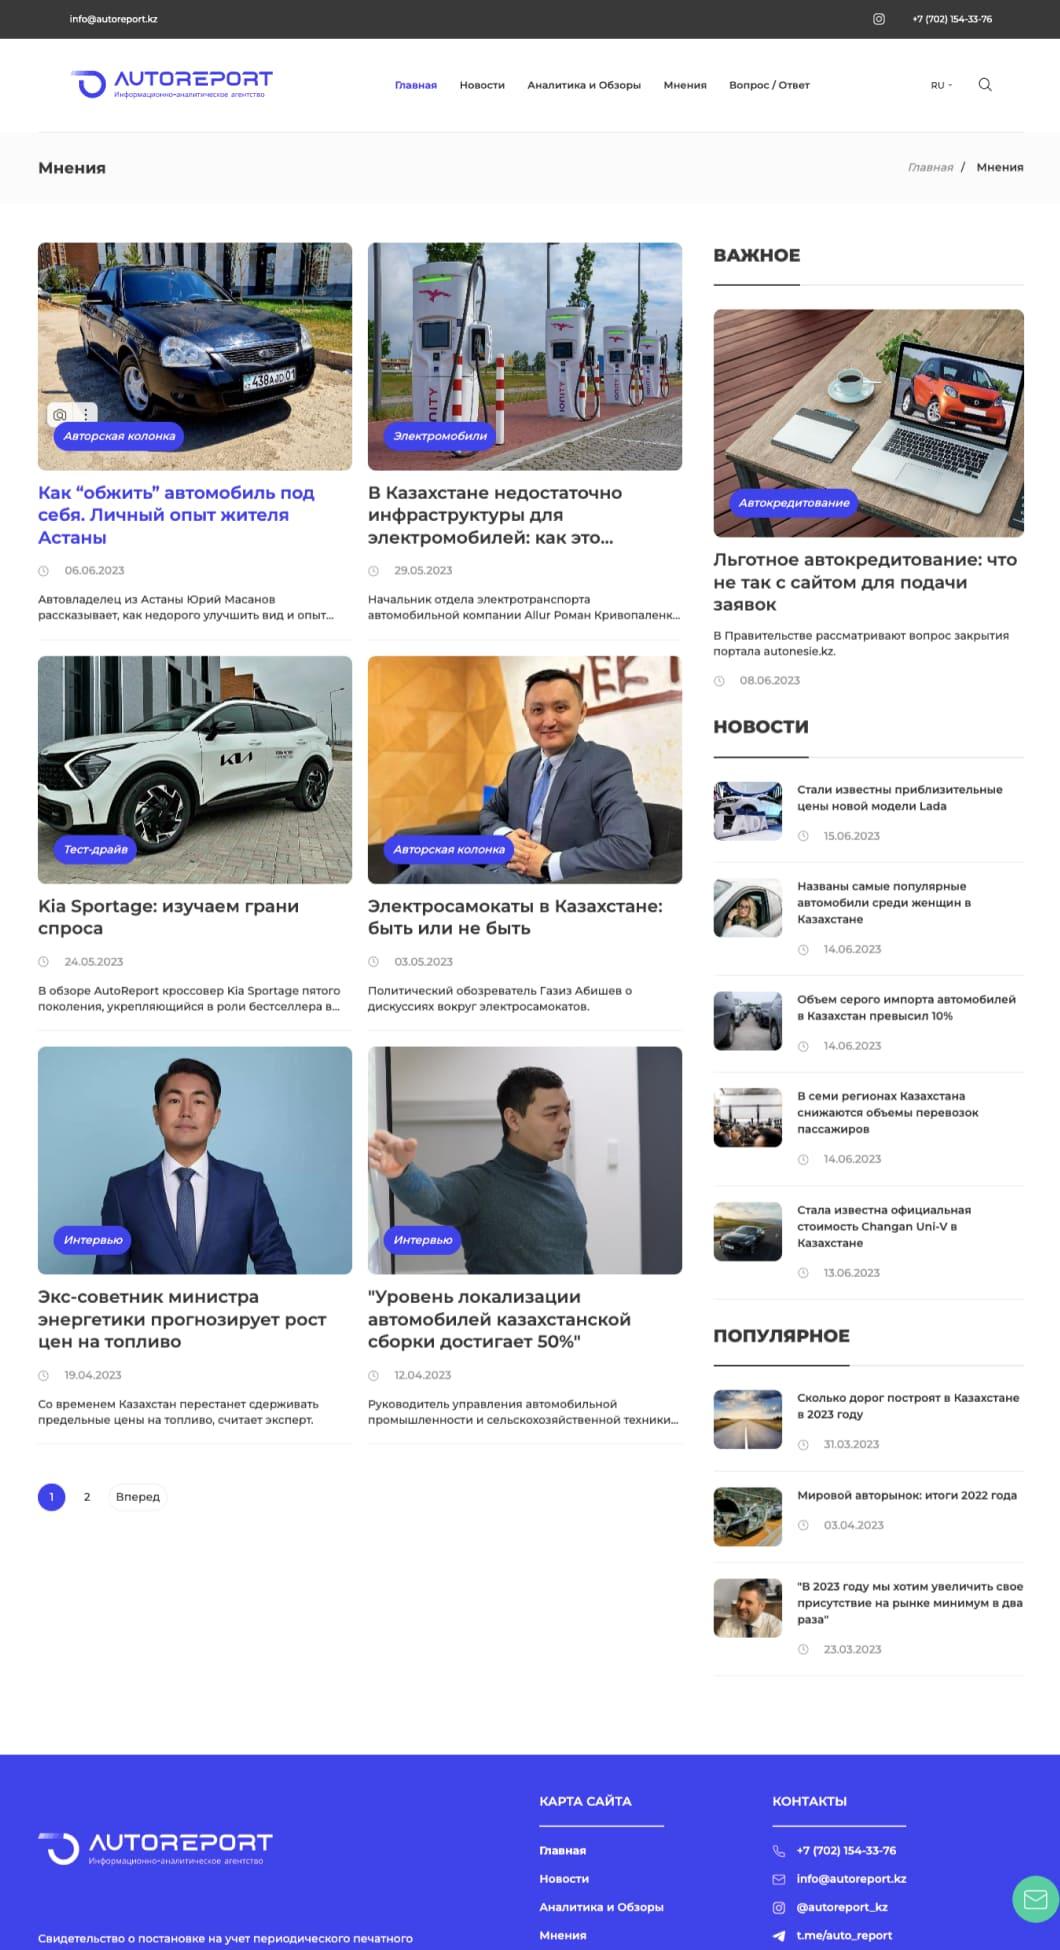 info@autoreport.kz
+7 (702) 154-33-76
AUTOREPORT
Информационно-аналитическое агентство
Главная
Новости
Аналитика и Обзоры
Мнения
Вопрос / Ответ
RU
Мнения
Главная / Мнения
438AJD 01
Авторская колонка
Как “обжить” автомобиль под
себя. Личный опыт жителя
Астаны
06.06.2023
Автовладелец из Астаны Юрий Масанов
рассказывает, как недорого улучшить вид и опыт...
IONITY
IONITY
Электромобили
В Казахстане недостаточно
инфраструктуры для
электромобилей: как это...
29.05.2023
Начальник отдела электротранспорта
автомобильной компании Allur Роман Кривопаленк...
KIA
Тест-драйв
Kia Sportage: изучаем грани
спроса
24.05.2023
В обзоре AutoReport кроссовер Kia Sportage пятого
поколения, укрепляющийся в роли бестселлера в...
Авторская колонка
Электросамокаты в Казахстане:
быть или не быть
03.05.2023
Политический обозреватель Газиз Абишев о
дискуссиях вокруг электросамокатов.
Интервью
Экс-советник министра
энергетики прогнозирует рост
цен на топливо
19.04.2023
Со временем Казахстан перестанет сдерживать
предельные цены на топливо, считает эксперт.
Интервью
"Уровень локализации
автомобилей казахстанской
сборки достигает 50%"
12.04.2023
Руководитель управления автомобильной
промышленности и сельскохозяйственной техники...
1
2
Вперед
ВАЖНОЕ
Автокредитование
Льготное автокредитование: что
не так с сайтом для подачи
заявок
В Правительстве рассматривают вопрос закрытия
портала autonesie.kz.
08.06.2023
НОВОСТИ
Стали известны приблизительные
цены новой модели Lada
15.06.2023
Названы самые популярные
автомобили среди женщин в
Казахстане
14.06.2023
Объем серого импорта автомобилей
в Казахстан превысил 10%
14.06.2023
В семи регионах Казахстана
снижаются объемы перевозок
пассажиров
14.06.2023
Стала известна официальная
стоимость Changan Uni-V в
Казахстане
13.06.2023
ПОПУЛЯРНОЕ
Сколько дорог построят в Казахстане
в 2023 году
31.03.2023
Мировой авторынок: итоги 2022 года
03.04.2023
"В 2023 году мы хотим увеличить свое
присутствие на рынке минимум в два
раза"
23.03.2023
AUTOREPORT
Информационно-аналитическое агентство
Свидетельство о постановке на учет периодического печатного
КАРТА САЙТА
Главная
Новости
Аналитика и Обзоры
Мнения
КОНТАКТЫ
+7 (702) 154-33-76
info@autoreport.kz
@autoreport_kz
t.me/auto_report